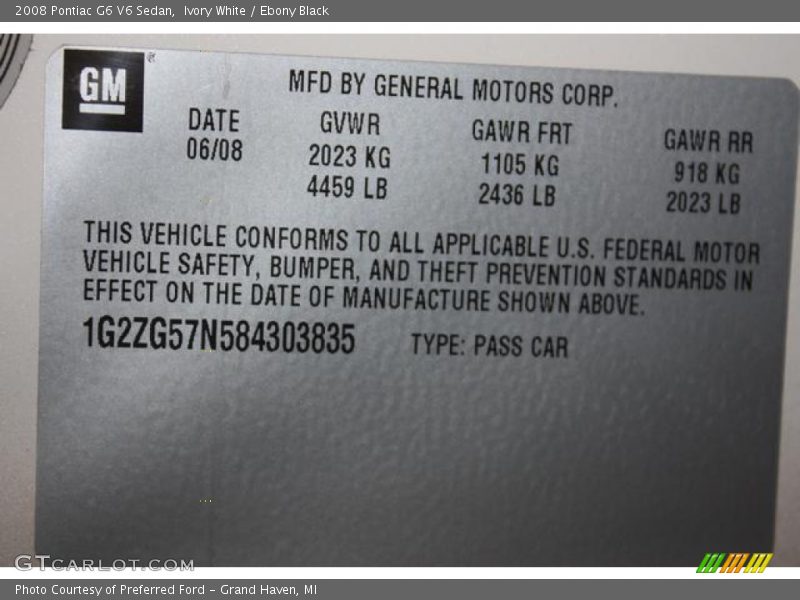 2008 Pontiac G6 V6 Sedan, Ivory White / Ebony Black
GM
MFD BY GENERAL MOTORS CORP.
DATE GVWR GAWR FRT GAWR RR
06/08 2023 KG 1105 KG 918 KG
4459 LB 2436 LB 2023 LB
THIS VEHICLE CONFORMS TO ALL APPLICABLE U.S. FEDERAL MOTOR
VEHICLE SAFETY, BUMPER, AND THEFT PREVENTION STANDARDS IN
EFFECT ON THE DATE OF MANUFACTURE SHOWN ABOVE.
1G2ZG57N584303835 TYPE: PASS CAR
GTCARLOT.COM
Photo Courtesy of Preferred Ford - Grand Haven, MI